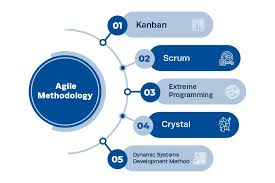 Agile
Methodology
01
Kanban
02
Scrum
03
Extreme
Programming
04
Crystal
05
Dynamic Systems
Development Method